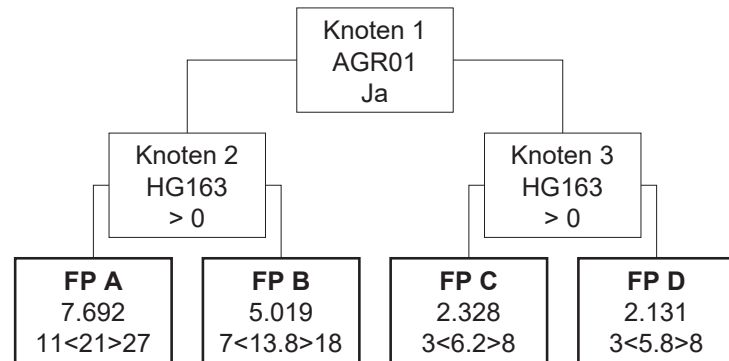 Knoten 1
AGR01
Ja
Knoten 2
HG163
> 0
Knoten 3
HG163
> 0
FP A
7.692
11<21>27
FP B
5.019
7<13.8>18
FP C
2.328
3<6.2>8
FP D
2.131
3<5.8>8